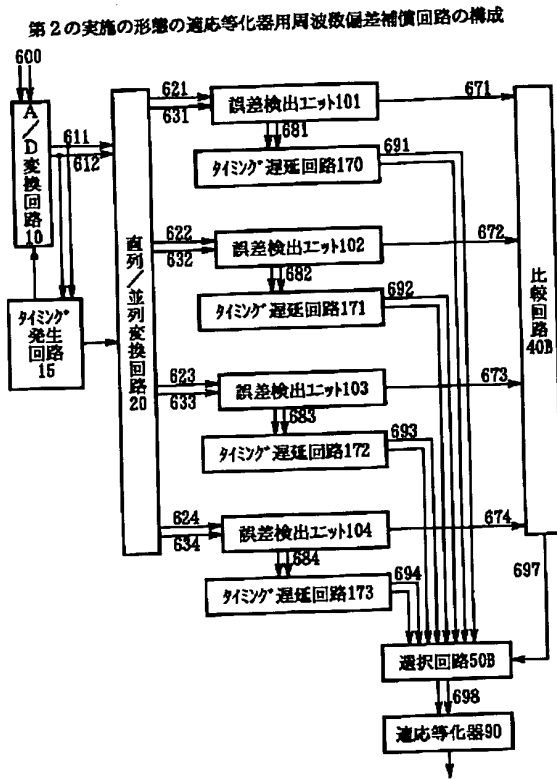 第２の実施の形態の適応等化器用周波数偏差補償回路の構成
600
A／D変換回路10
611
612
タイミング
発生
回路
15
直列／並列変換回路20
621
631
誤差検出ユニット101
671
681
691
タイミング遅延回路170
622
632
誤差検出ユニット102
672
682
692
タイミング遅延回路171
623
633
誤差検出ユニット103
673
683
693
タイミング遅延回路172
624
634
誤差検出ユニット104
674
684
694
タイミング遅延回路173
比較回路
40B
697
選択回路50B
698
適応等化器90